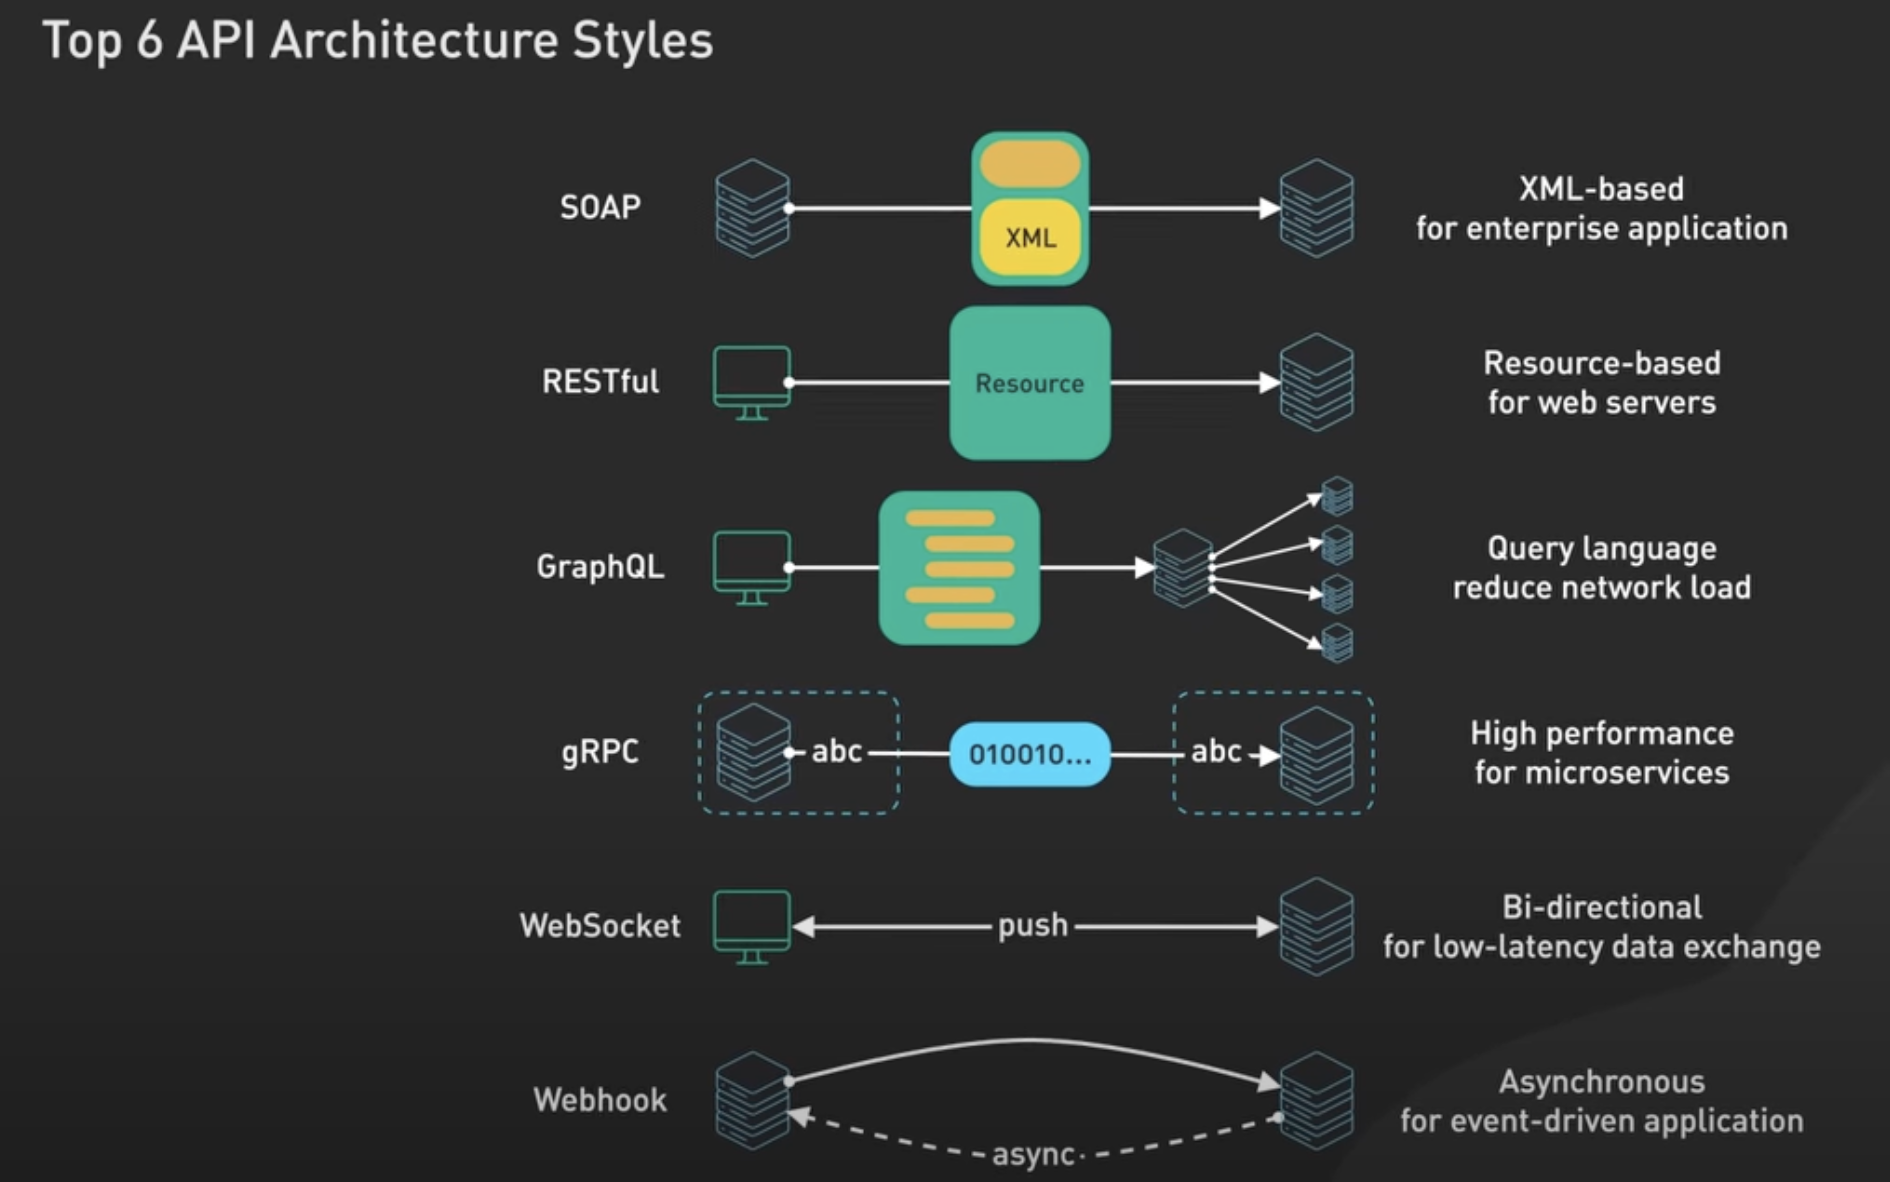 Top 6 API Architecture Styles
SOAP
XML
XML-based
for enterprise application
RESTful
Resource
Resource-based
for web servers
GraphQL
Query language
reduce network load
gRPC
abc
010010...
abc
High performance
for microservices
WebSocket
push
Bi-directional
for low-latency data exchange
Webhook
async
Asynchronous
for event-driven application